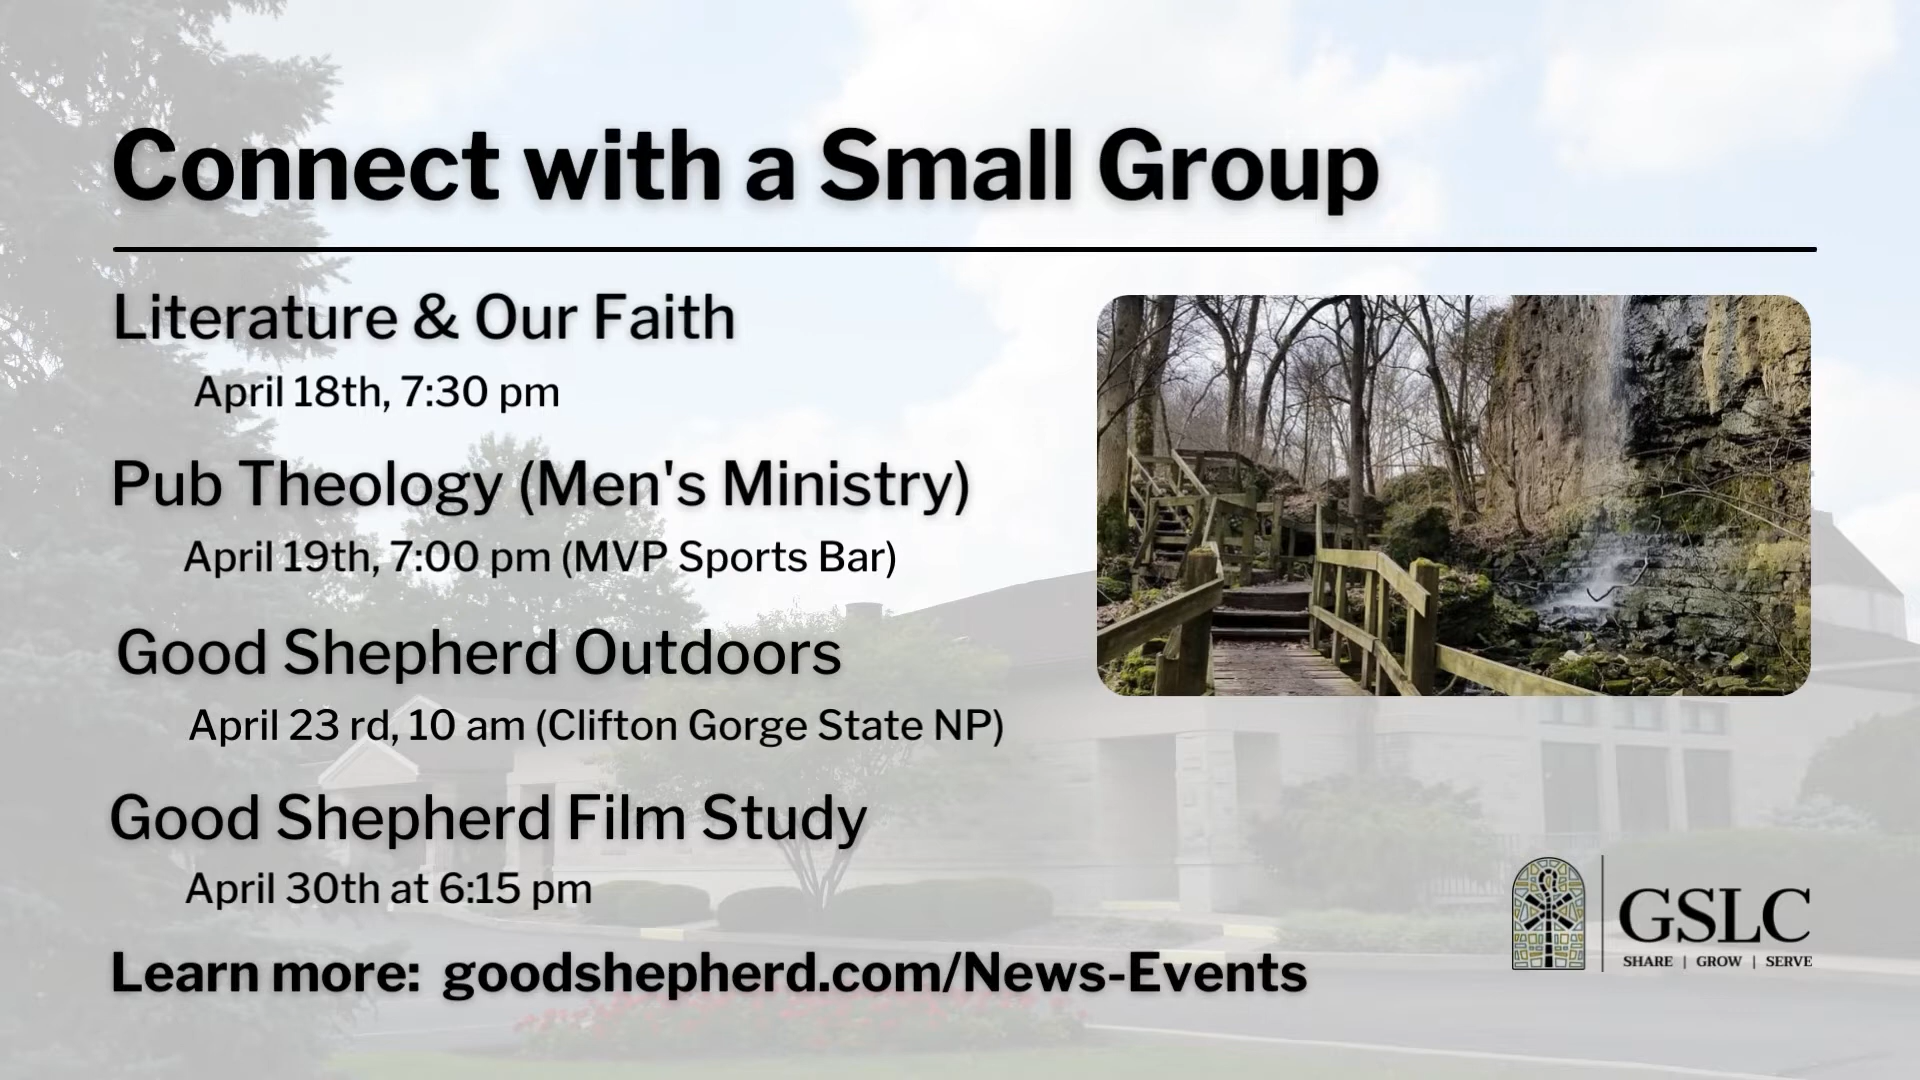 Connect with a Small Group
Literature & Our Faith
April 18th, 7:30 pm
Pub Theology (Men's Ministry)
April 19th, 7:00 pm (MVP Sports Bar)
Good Shepherd Outdoors
April 23 rd, 10 am (Clifton Gorge State NP)
Good Shepherd Film Study
April 30th at 6:15 pm
Learn more: goodshepherd.com/News-Events
GSLC
SHARE | GROW | SERVE